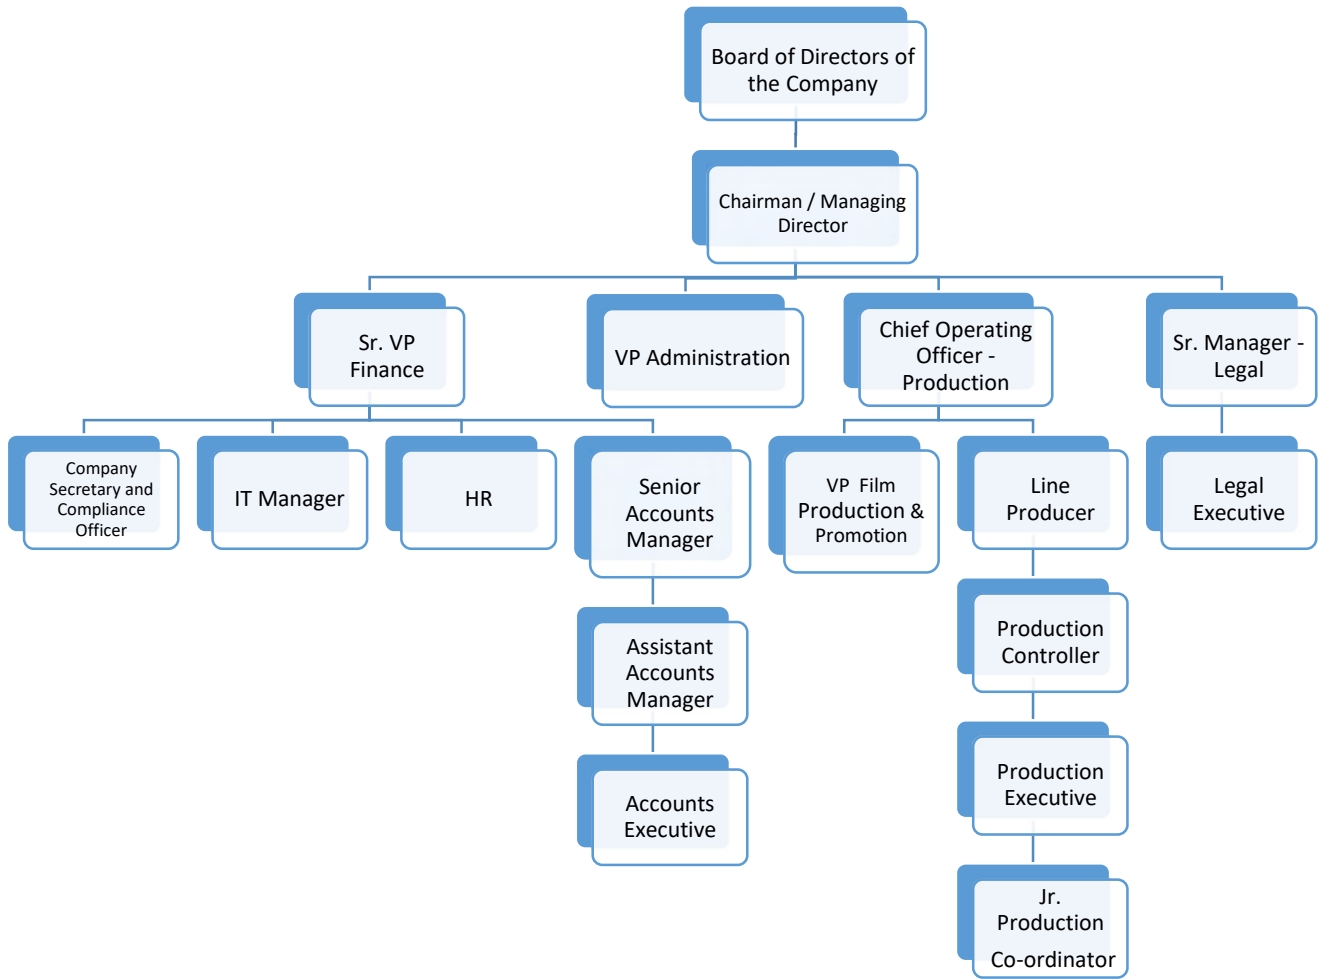 Board of Directors of
the Company
Chairman / Managing
Director
Sr. VP
Finance
VP Administration
Chief Operating
Officer -
Production
Sr. Manager -
Legal
Company
Secretary and
Compliance
Officer
IT Manager
HR
Senior
Accounts
Manager
VP Film
Production &
Promotion
Line
Producer
Legal
Executive
Assistant
Accounts
Manager
Production
Controller
Accounts
Executive
Production
Executive
Jr.
Production
Co-ordinator